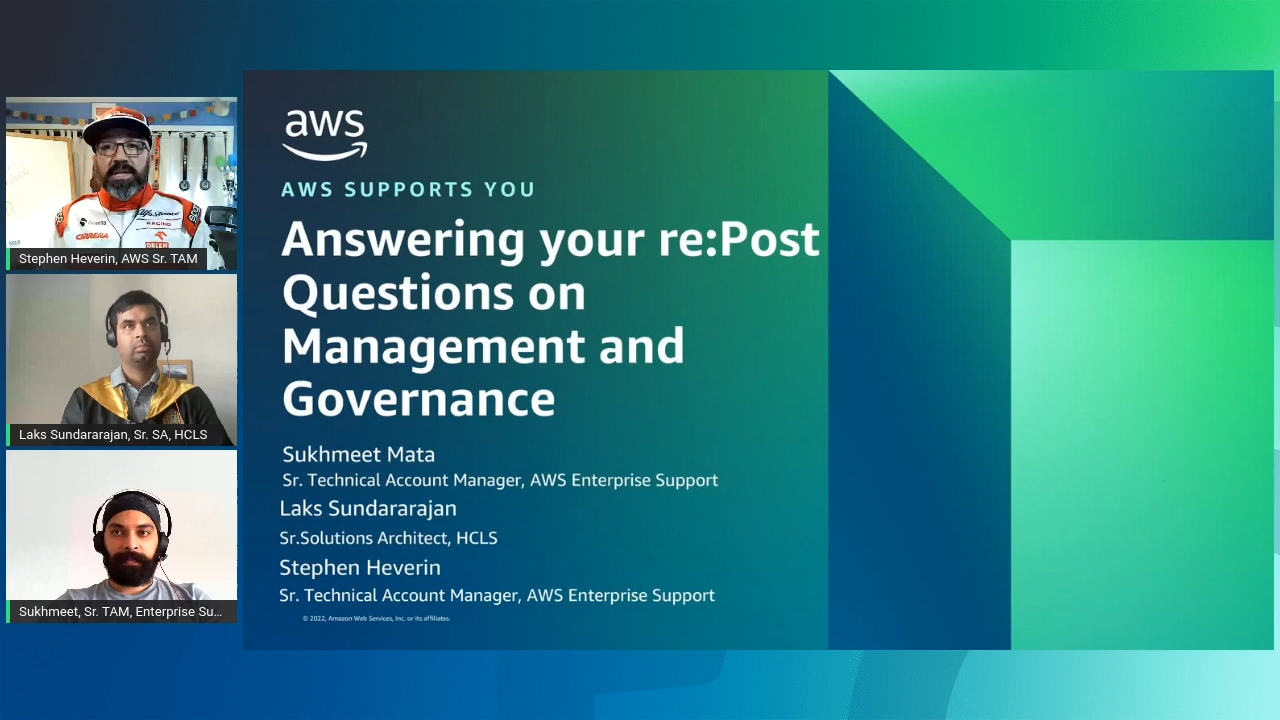 aws
AWS SUPPORTS YOU
Answering your re:Post
Questions on
Management and
Governance
Sukhmeet Mata
Sr. Technical Account Manager, AWS Enterprise Support
Laks Sundararajan
Sr.Solutions Architect, HCLS
Stephen Heverin
Sr. Technical Account Manager, AWS Enterprise Support
© 2022, Amazon Web Services, Inc. or its affiliates.
RACING
CARRERA
ORLEN
Stephen Heverin, AWS Sr. TAM
Laks Sundararajan, Sr. SA, HCLS
Sukhmeet, Sr. TAM, Enterprise Su...